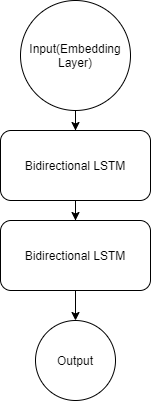 Input(Embedding
Layer)
Bidirectional LSTM
Bidirectional LSTM
Output